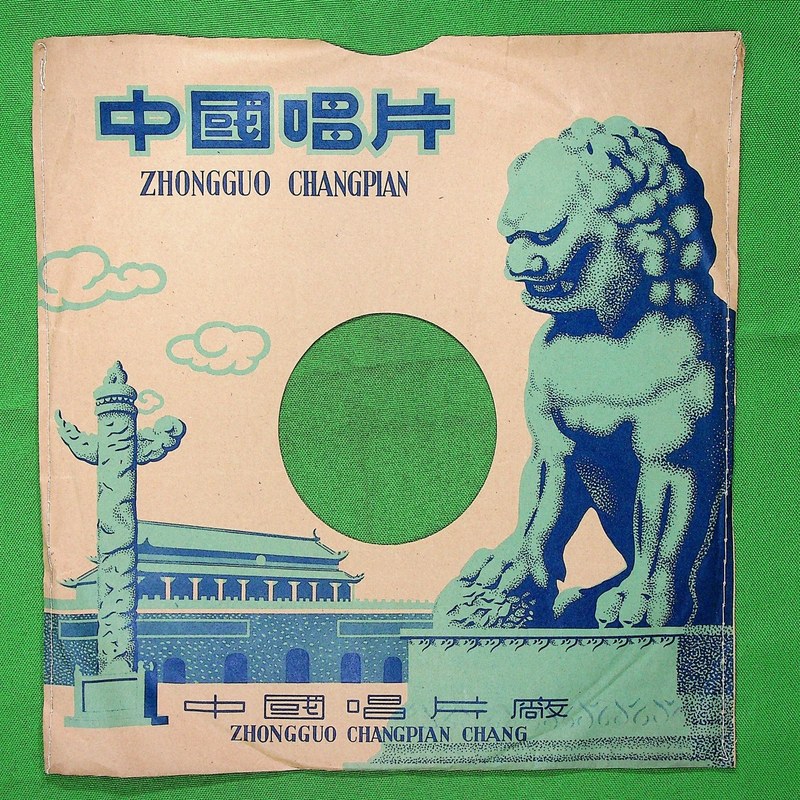 中國唱片
ZHONGGUO CHANGPIAN
中國唱片廠
ZHONGGUO CHANGPIAN CHANG